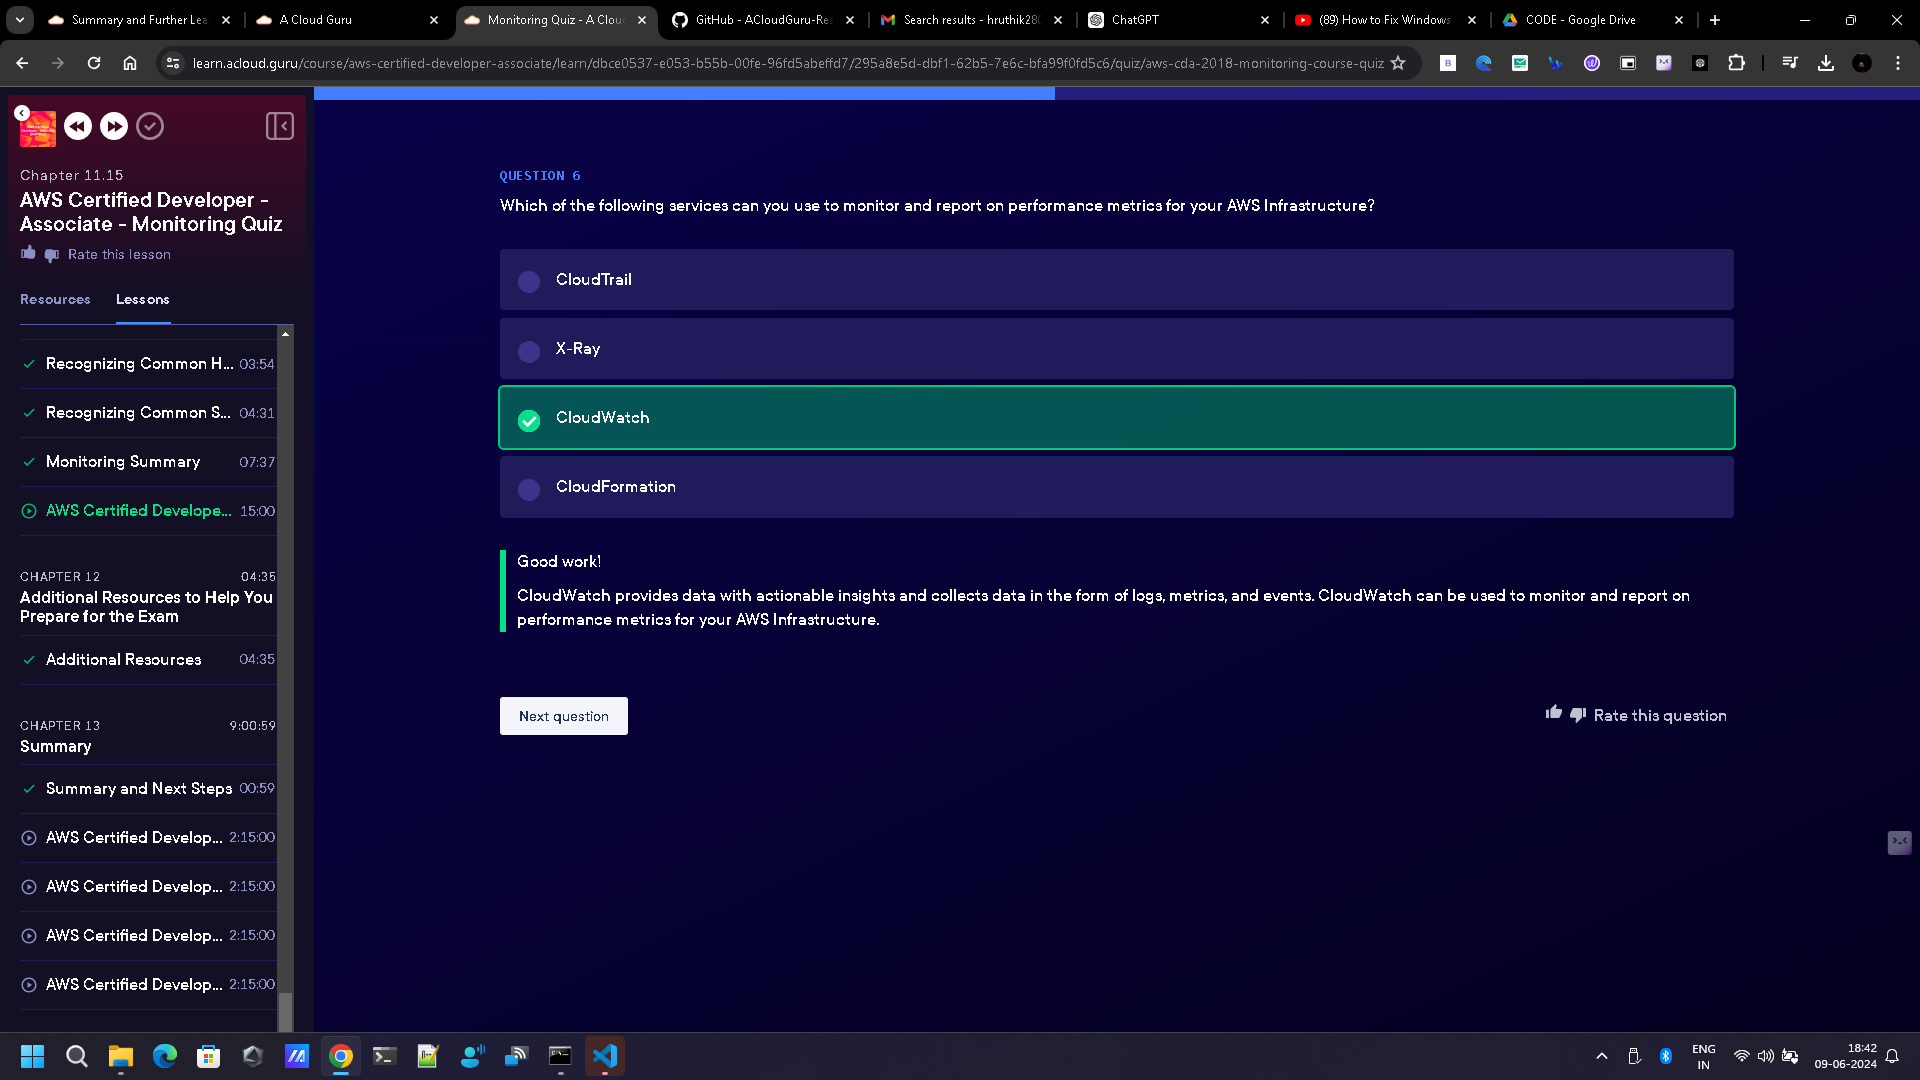 Summary and Further Lea
A Cloud Guru
Monitoring Quiz - A Clou
GitHub - ACloudGuru-Res
Search results - hruthik280
ChatGPT
(89) How to Fix Windows
CODE - Google Drive
learn.acloud.guru/course/aws-certified-developer-associate/learn/dbce0537-e053-b55b-00fe-96fd5abeffd7/295a8e5d-dbf1-62b5-7e6c-bfa99f0fd5c6/quiz/aws-cda-2018-monitoring-course-quiz
Chapter 11.15
AWS Certified Developer -
Associate - Monitoring Quiz
Rate this lesson
Resources Lessons
Recognizing Common H... 03:54
Recognizing Common S... 04:31
Monitoring Summary 07:37
AWS Certified Develope... 15:00
CHAPTER 12 04:35
Additional Resources to Help You
Prepare for the Exam
Additional Resources 04:35
CHAPTER 13 9:00:59
Summary
Summary and Next Steps 00:59
AWS Certified Develop... 2:15:00
AWS Certified Develop... 2:15:00
AWS Certified Develop... 2:15:00
AWS Certified Develop... 2:15:00
QUESTION 6
Which of the following services can you use to monitor and report on performance metrics for your AWS Infrastructure?
CloudTrail
X-Ray
CloudWatch
CloudFormation
Good work!
CloudWatch provides data with actionable insights and collects data in the form of logs, metrics, and events. CloudWatch can be used to monitor and report on
performance metrics for your AWS Infrastructure.
Next question
Rate this question
ENG
IN
18:42
09-06-2024